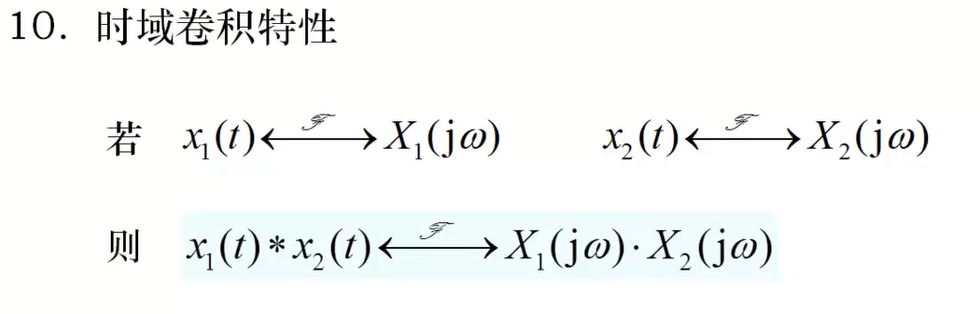 10. 时域卷积特性
若 x₁(t) ←ℱ→ X₁(jω) x₂(t) ←ℱ→ X₂(jω)
则 x₁(t) * x₂(t) ←ℱ→ X₁(jω) · X₂(jω)